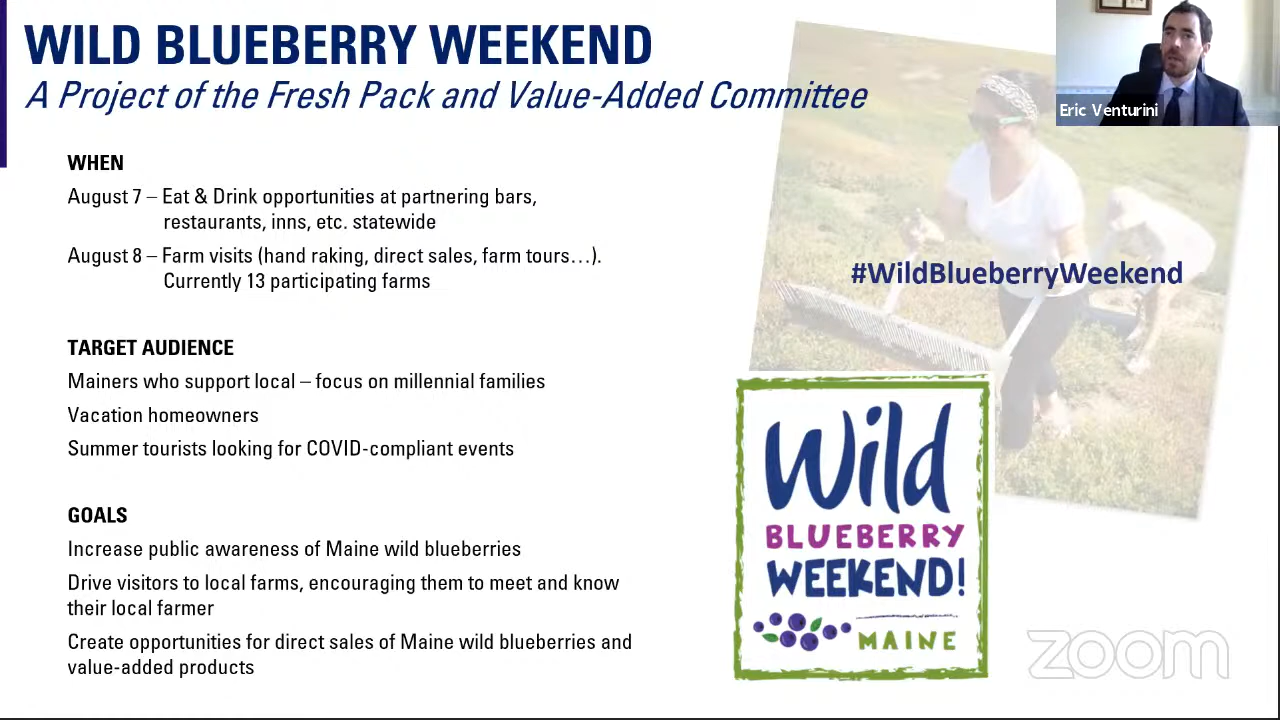 WILD BLUEBERRY WEEKEND
A Project of the Fresh Pack and Value-Added Committee
Eric Venturini
WHEN
August 7 – Eat & Drink opportunities at partnering bars,
restaurants, inns, etc. statewide
August 8 – Farm visits (hand raking, direct sales, farm tours…).
Currently 13 participating farms
#WildBlueberryWeekend
TARGET AUDIENCE
Mainers who support local – focus on millennial families
Vacation homeowners
Summer tourists looking for COVID-compliant events
GOALS
Increase public awareness of Maine wild blueberries
Drive visitors to local farms, encouraging them to meet and know
their local farmer
Create opportunities for direct sales of Maine wild blueberries and
value-added products
Wild
BLUEBERRY
WEEKEND!
MAINE
zoom